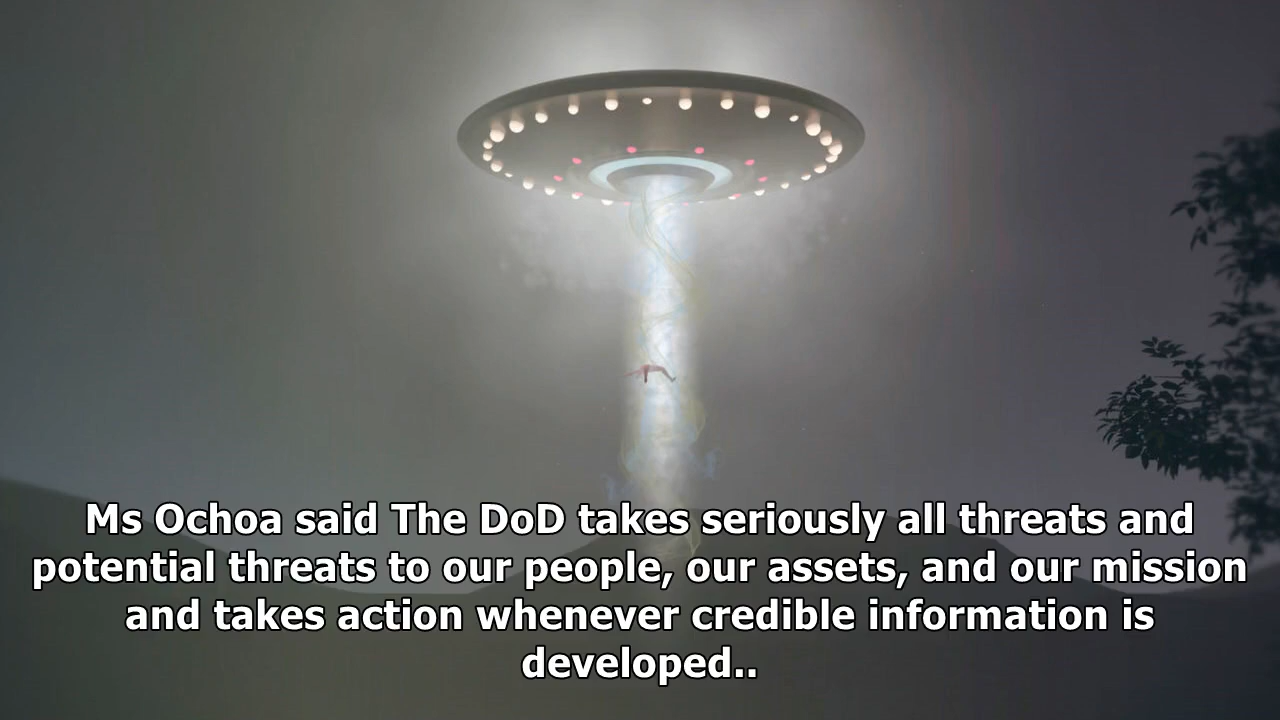 Ms Ochoa said The DoD takes seriously all threats and
potential threats to our people, our assets, and our mission
and takes action whenever credible information is
developed..